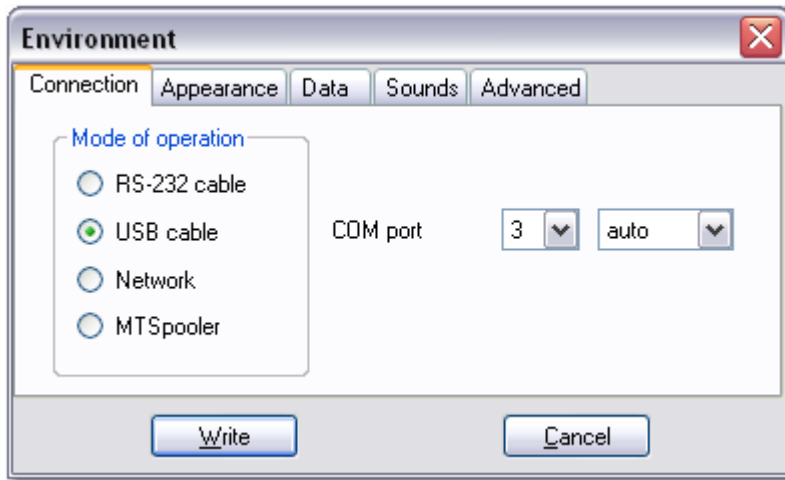 Environment
Connection Appearance Data Sounds Advanced
Mode of operation
RS-232 cable
USB cable
Network
MTSpooler
COM port 3 auto
Write Cancel